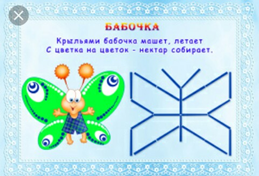 БАБОЧКА
Крыльями бабочка машет, летает
С цветка на цветок - нектар собирает.